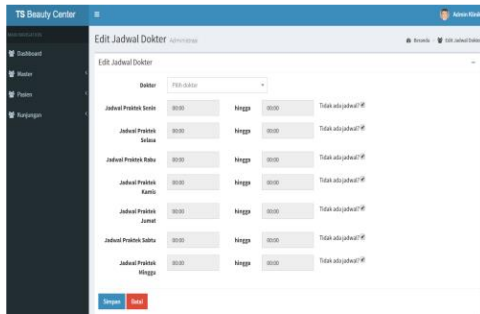 TS Beauty Center
Admin Klinik
Edit Jadwal Dokter
Beranda
Edit Jadwal Dokter
Dashboard
Master
Pasien
Kunjungan
Edit Jadwal Dokter
Dokter
Pilih dokter
Jadwal Praktek Senin 00:00 hingga 00:00 Tidak ada jadwal?
Jadwal Praktek Selasa 00:00 hingga 00:00 Tidak ada jadwal?
Jadwal Praktek Rabu 00:00 hingga 00:00 Tidak ada jadwal?
Jadwal Praktek Kamis 00:00 hingga 00:00 Tidak ada jadwal?
Jadwal Praktek Jumat 00:00 hingga 00:00 Tidak ada jadwal?
Jadwal Praktek Sabtu 00:00 hingga 00:00 Tidak ada jadwal?
Jadwal Praktek Minggu 00:00 hingga 00:00 Tidak ada jadwal?
Simpan Batal